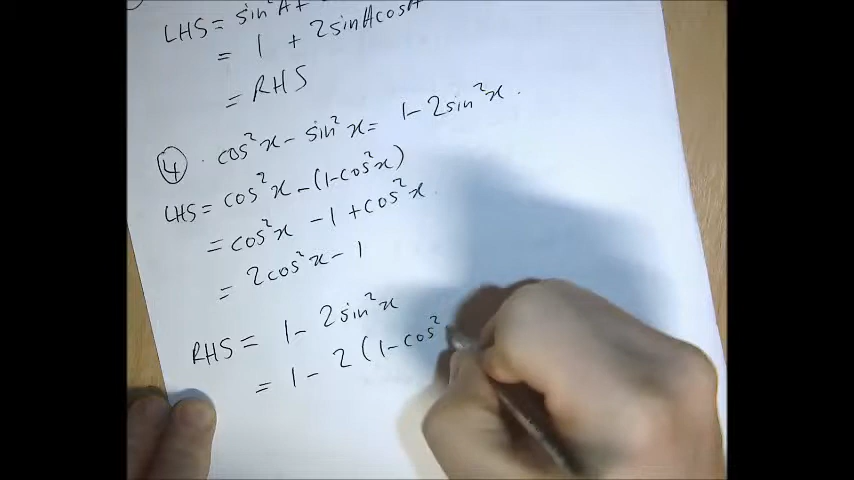 LHS = sin²A +
= 1 + 2sinAcosA
= RHS
④. cos²x - sin²x = 1 - 2sin²x.
LHS = cos²x - (1-cos²x)
= cos²x - 1 + cos²x.
= 2cos²x - 1
RHS = 1 - 2sin²x
= 1 - 2(1-cos²